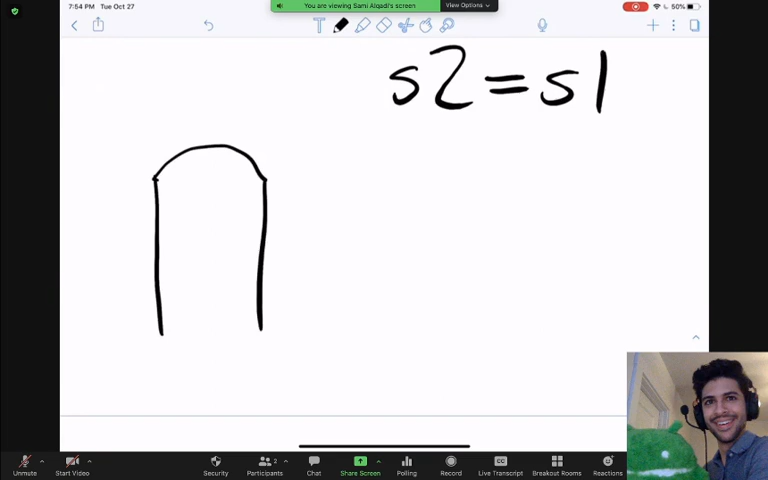 7:54 PM Tue Oct 27
You are viewing Sami Alqadi's screen
View Options
50%
T
s2=s1
Unmute
Start Video
Security
Participants
2
Chat
Share Screen
Polling
Record
CC
Live Transcript
Breakout Rooms
Reactions